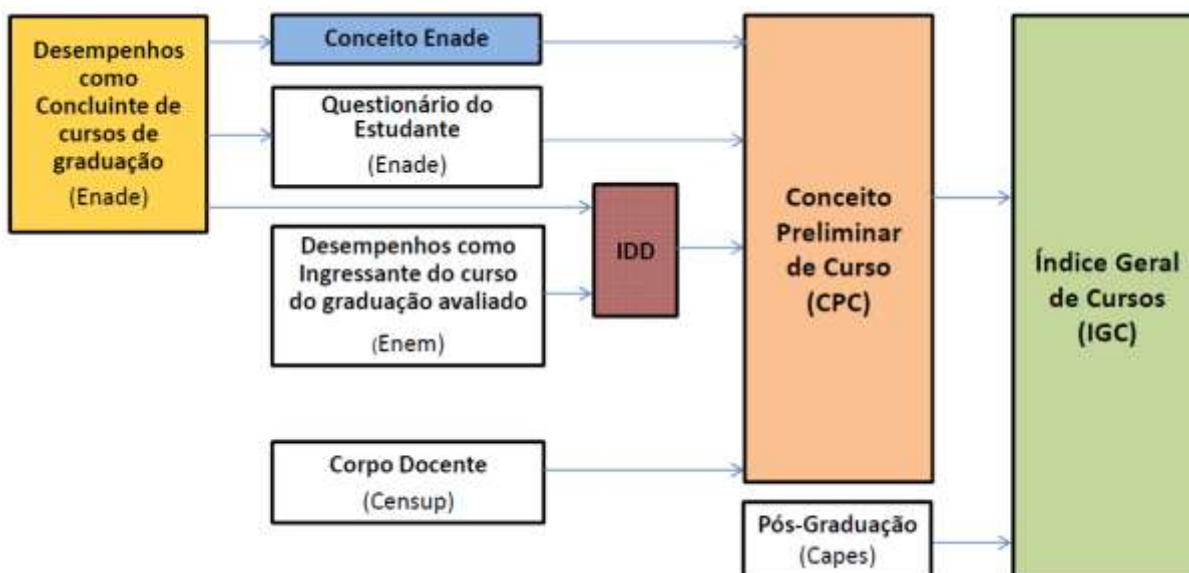 Desempenhos
como
Concluinte de
cursos de
graduação
(Enade)
Conceito Enade
Questionário do
Estudante
(Enade)
Desempenhos como
Ingressante do curso
do graduação avaliado
(Enem)
IDD
Corpo Docente
(Censup)
Conceito
Preliminar
de Curso
(CPC)
Pós-Graduação
(Capes)
Índice Geral
de Cursos
(IGC)